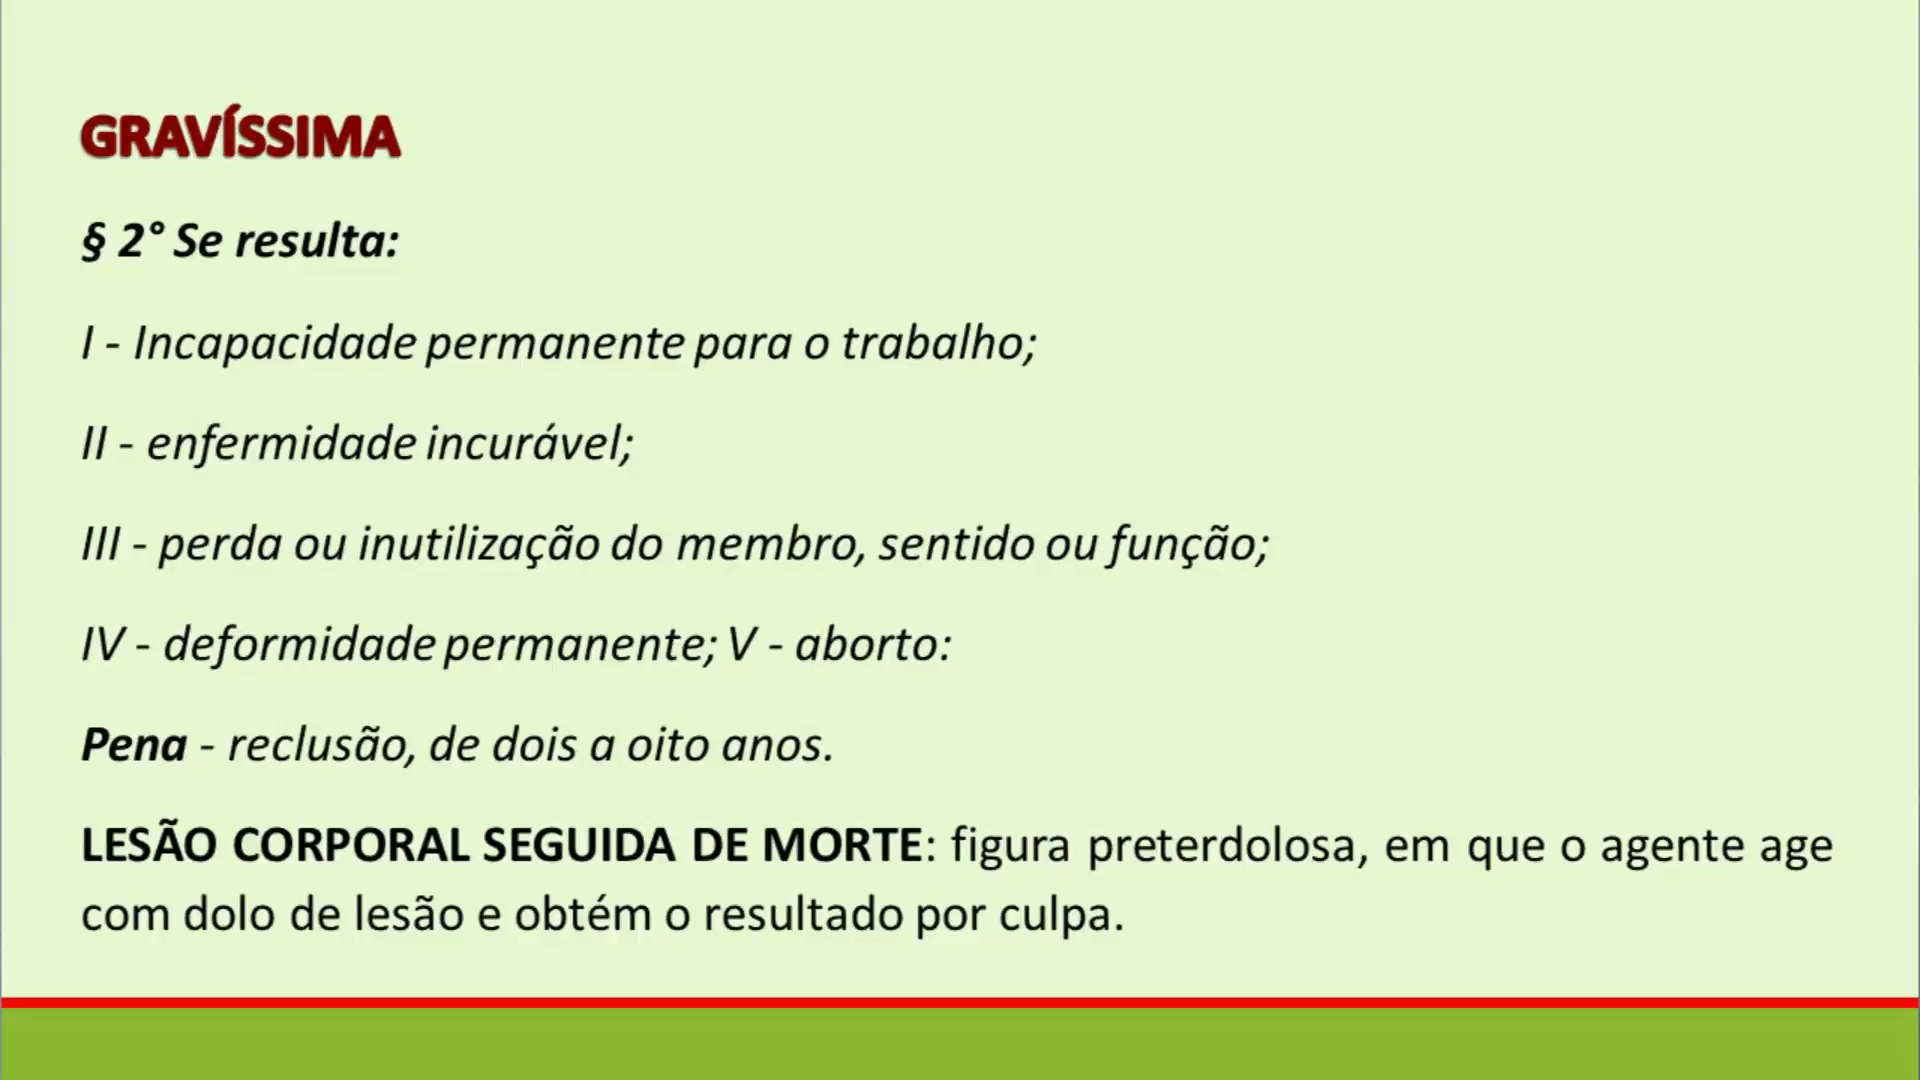 GRAVÍSSIMA
§ 2° Se resulta:
I - Incapacidade permanente para o trabalho;
II - enfermidade incurável;
III - perda ou inutilização do membro, sentido ou função;
IV - deformidade permanente; V - aborto:
Pena - reclusão, de dois a oito anos.
LESÃO CORPORAL SEGUIDA DE MORTE: figura preterdolosa, em que o agente age
com dolo de lesão e obtém o resultado por culpa.